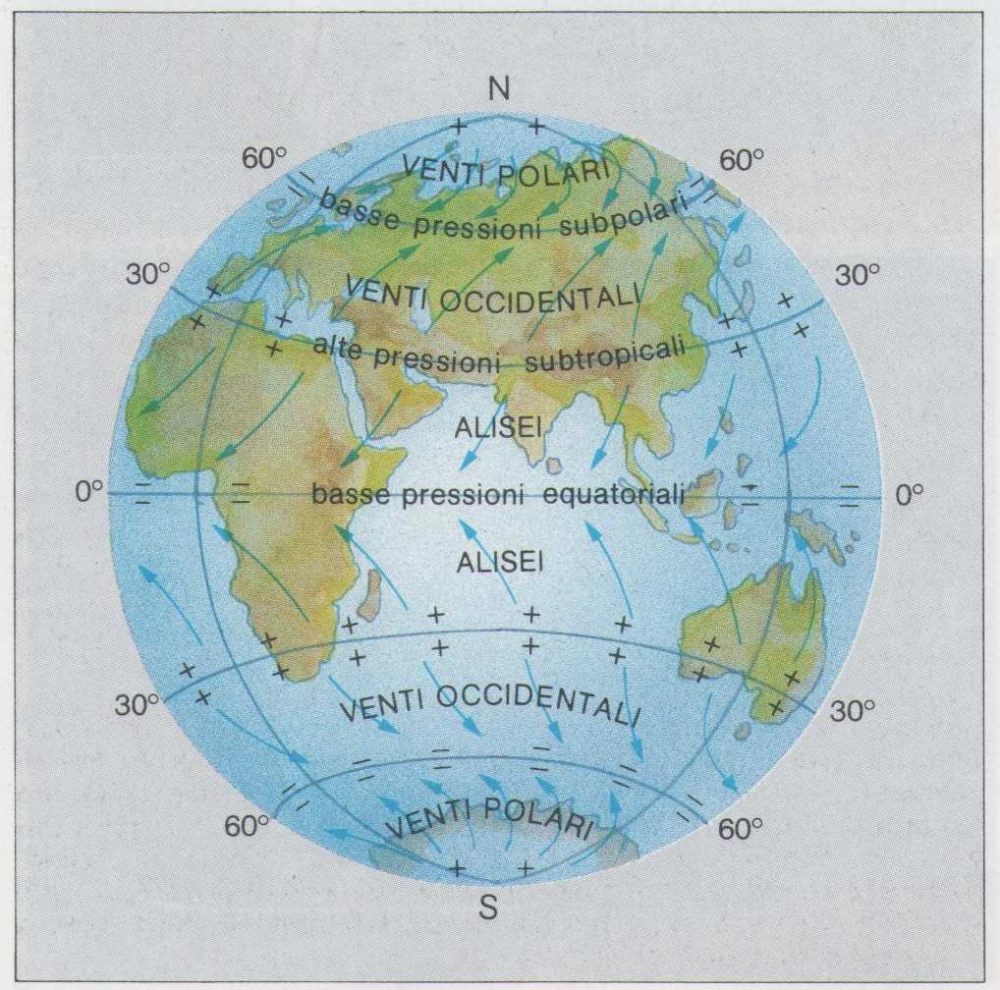 N
60° 60°
VENTI POLARI
basse pressioni subpolari
30° 30°
VENTI OCCIDENTALI
alte pressioni subtropicali
ALISEI
0° 0°
basse pressioni equatoriali
ALISEI
30° 30°
VENTI OCCIDENTALI
60° 60°
VENTI POLARI
S